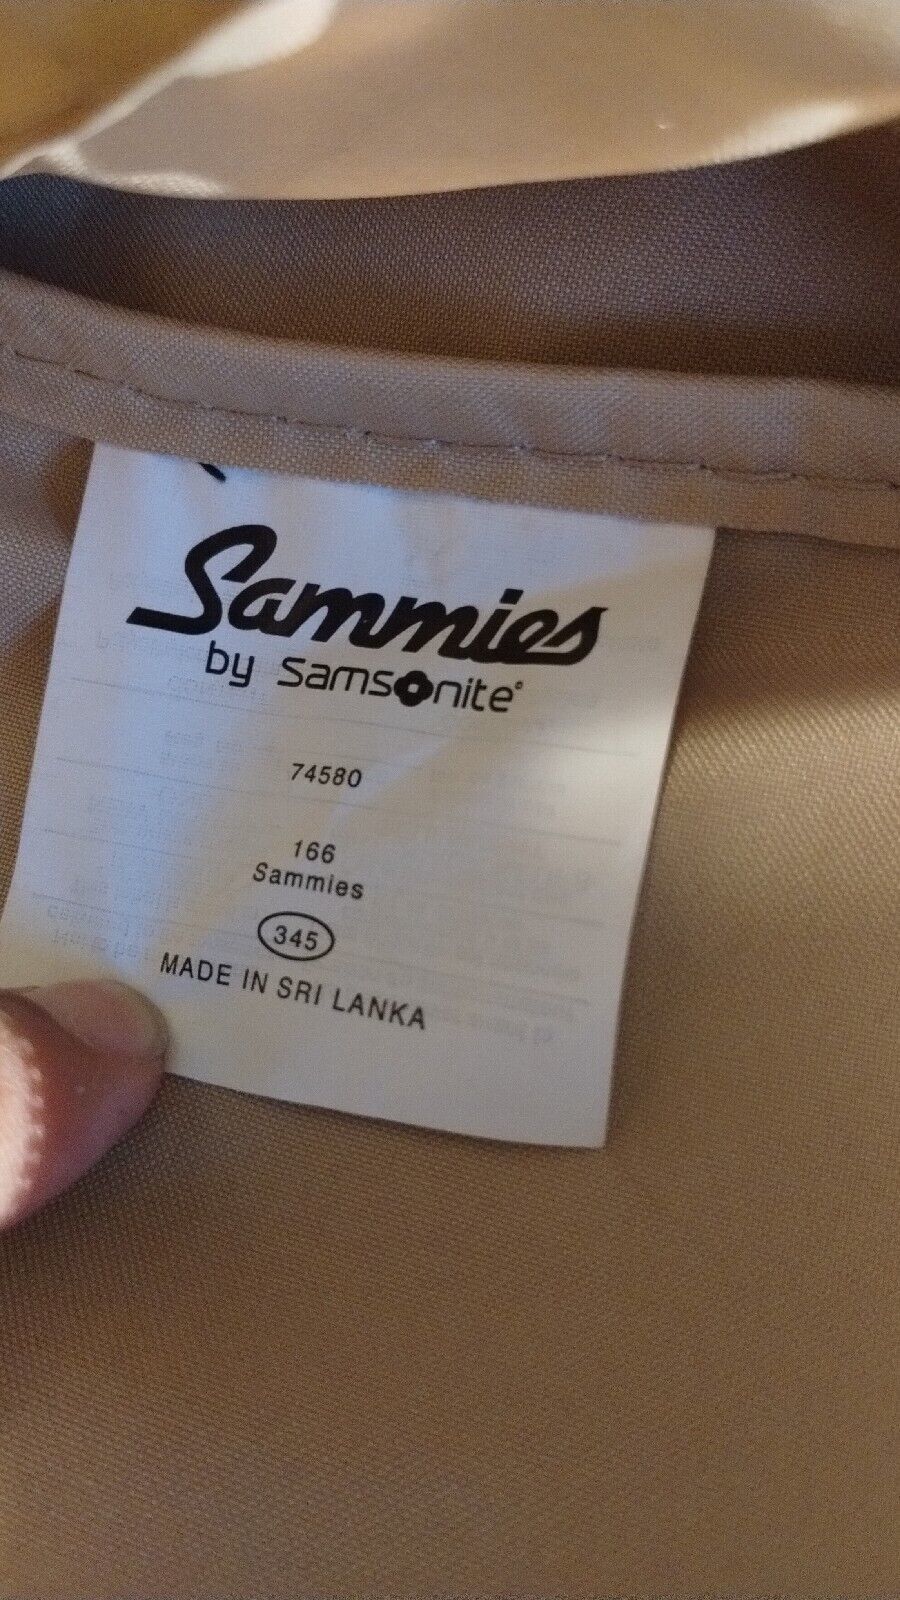 Sammies
by Samsonite®
74580
166
Sammies
345
MADE IN SRI LANKA